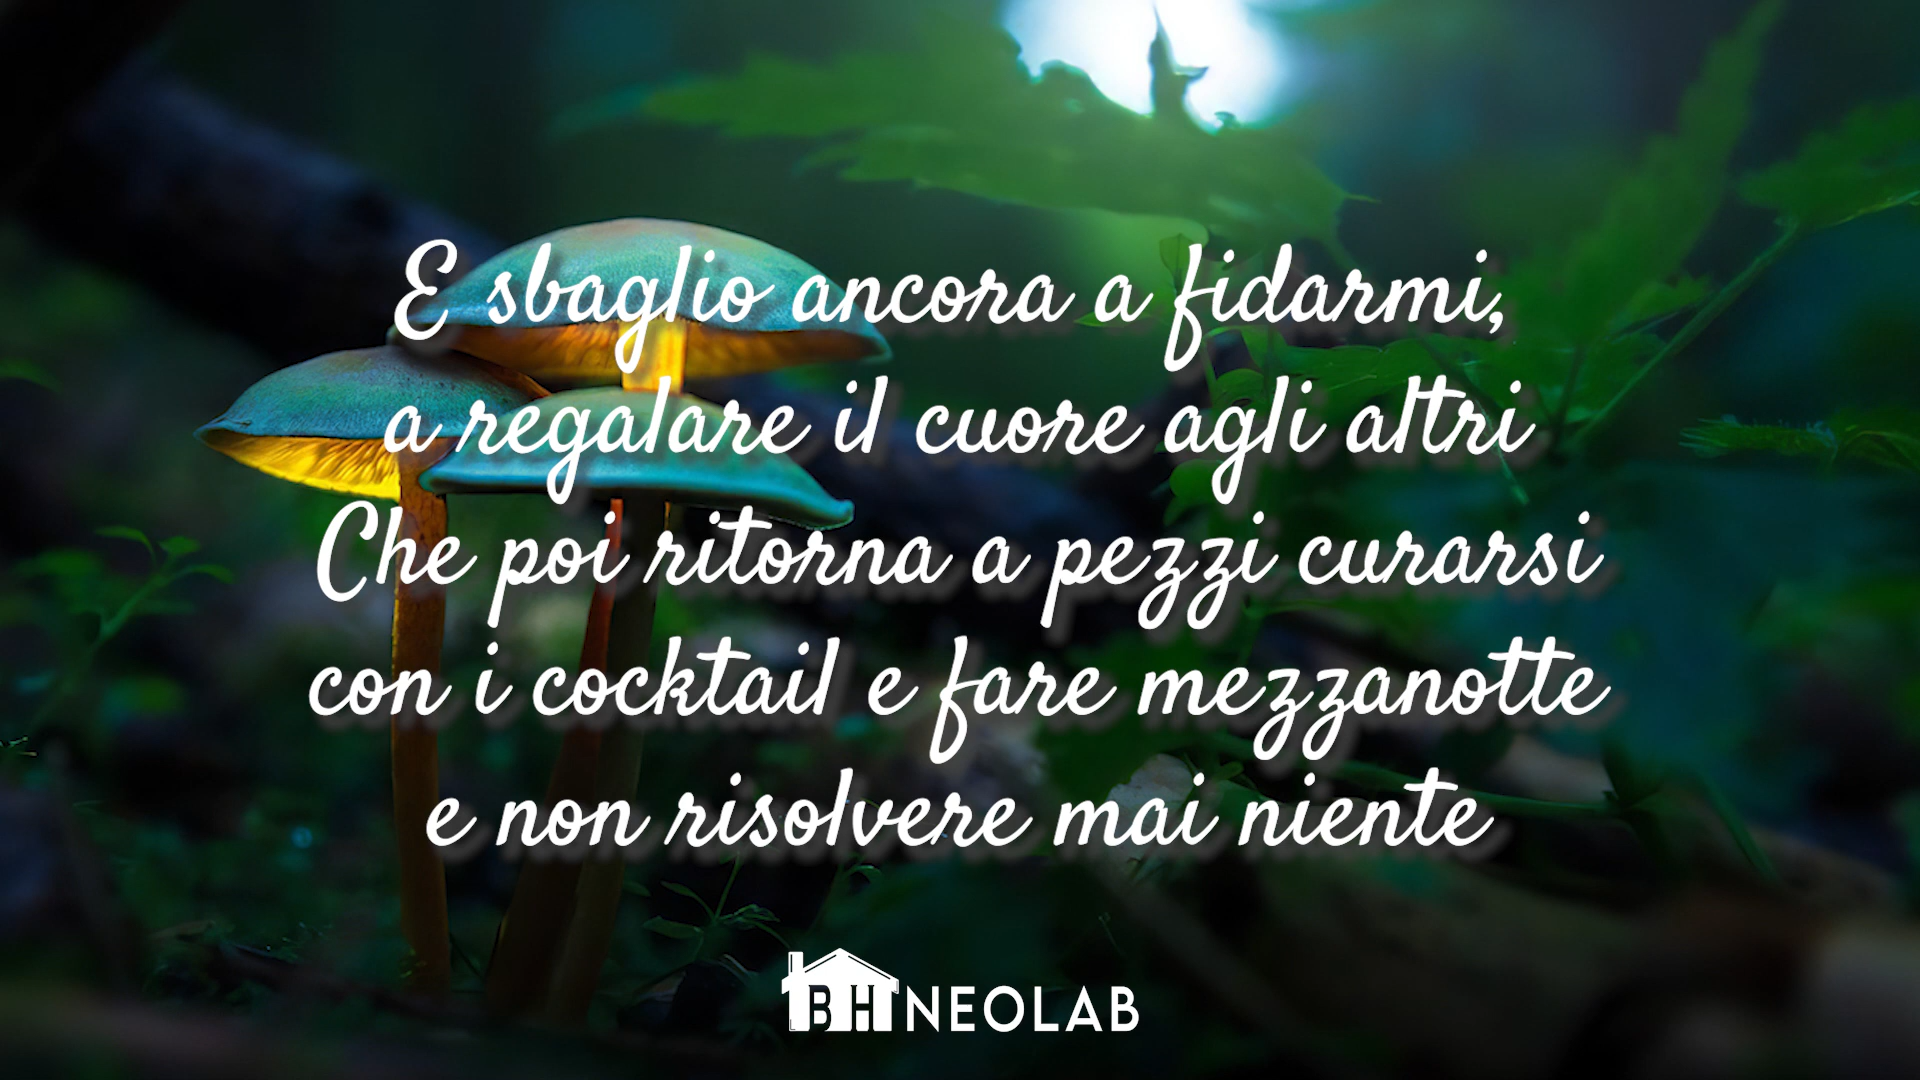 E sbaglio ancora a fidarmi,
a regalare il cuore agli altri
Che poi ritorna a pezzi curarsi
con i cocktail e fare mezzanotte
e non risolvere mai niente
BH NEOLAB